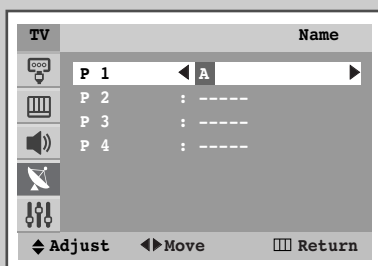 TV Name
P 1 A
P 2 : -----
P 3 : -----
P 4 : -----
Adjust Move Return